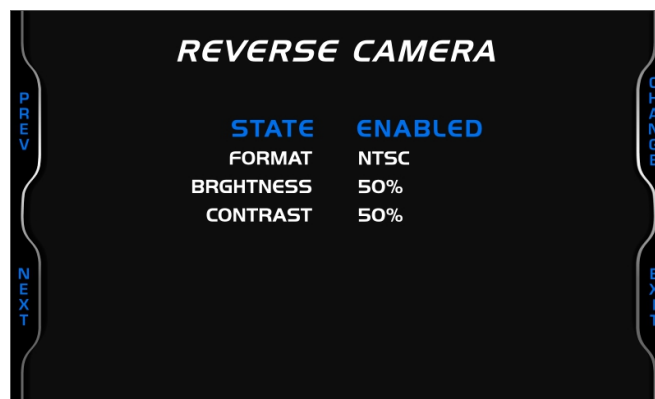 REVERSE CAMERA
PREV
CHANGE
STATE ENABLED
FORMAT NTSC
BRGHTNESS 50%
CONTRAST 50%
NEXT
EXIT